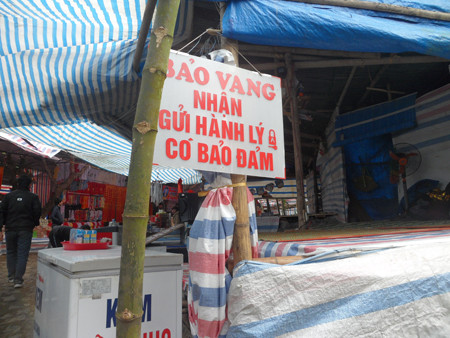 BẢO VANG
NHẬN
GỬI HÀNH LÝ
CÓ BẢO ĐẢM
KEM